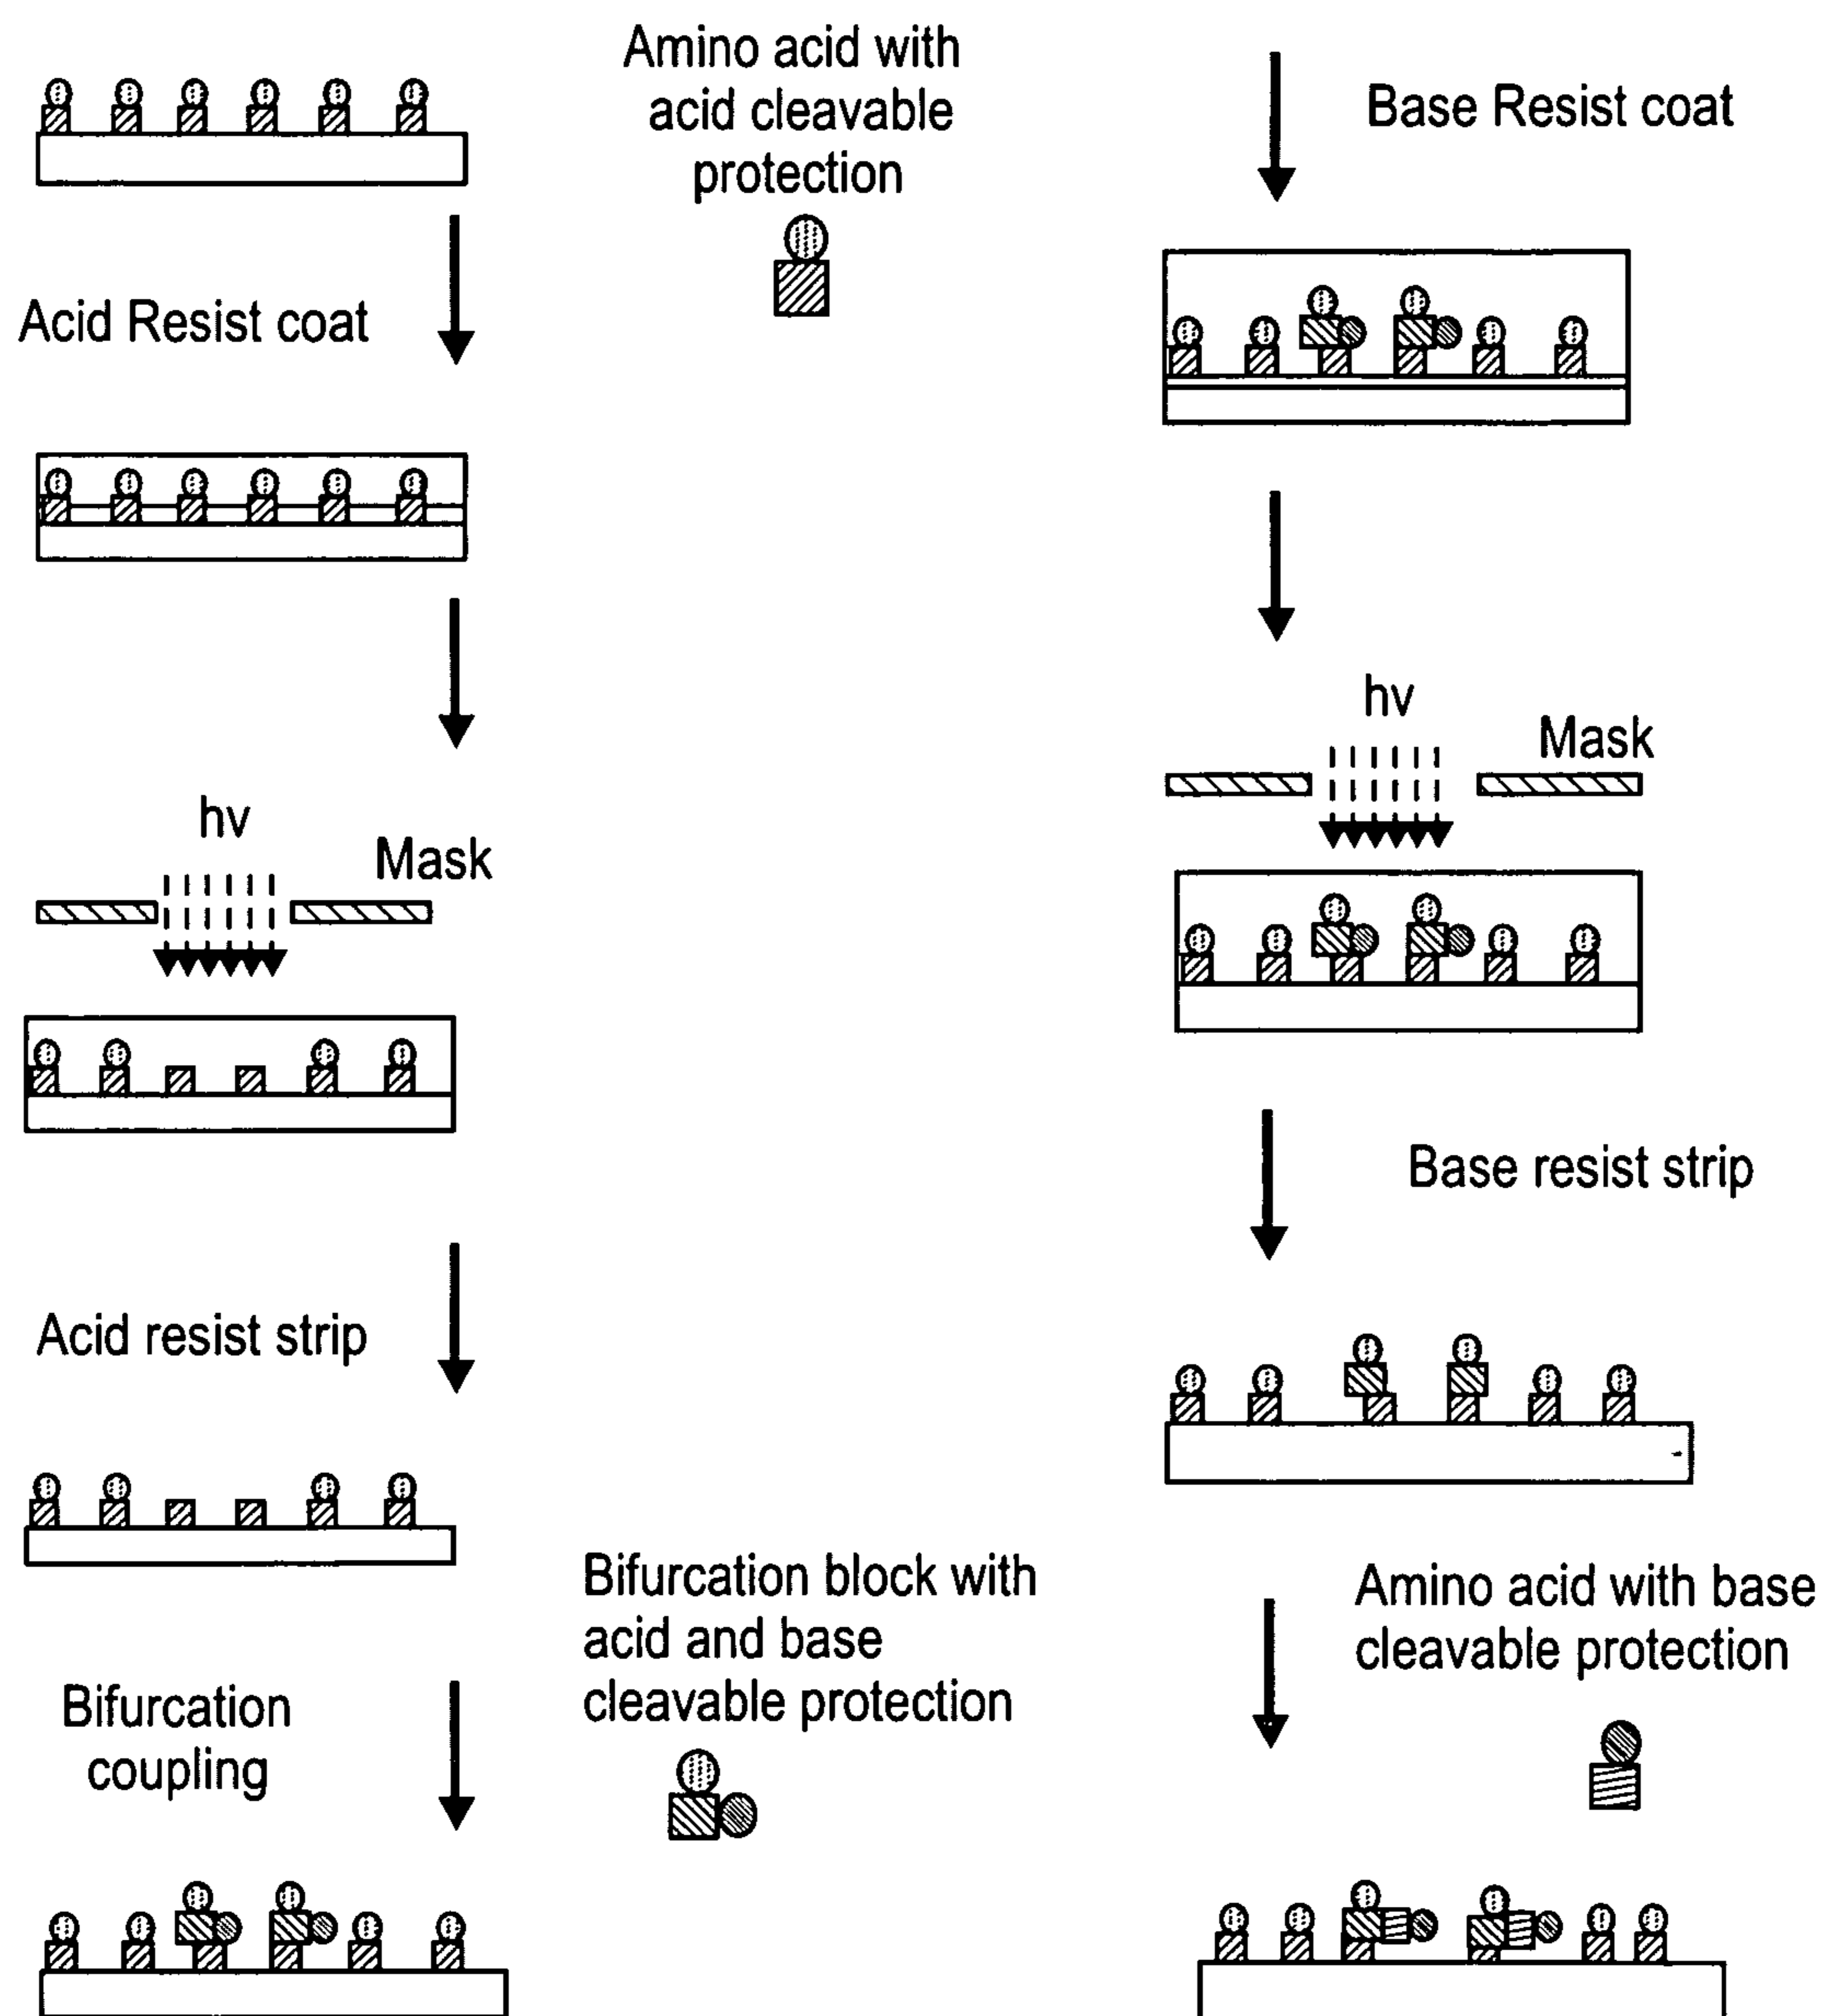 Amino acid with
acid cleavable
protection
Acid Resist coat
hv
Mask
Acid resist strip
Bifurcation
coupling
Bifurcation block with
acid and base
cleavable protection
Base Resist coat
hv
Mask
Base resist strip
Amino acid with base
cleavable protection